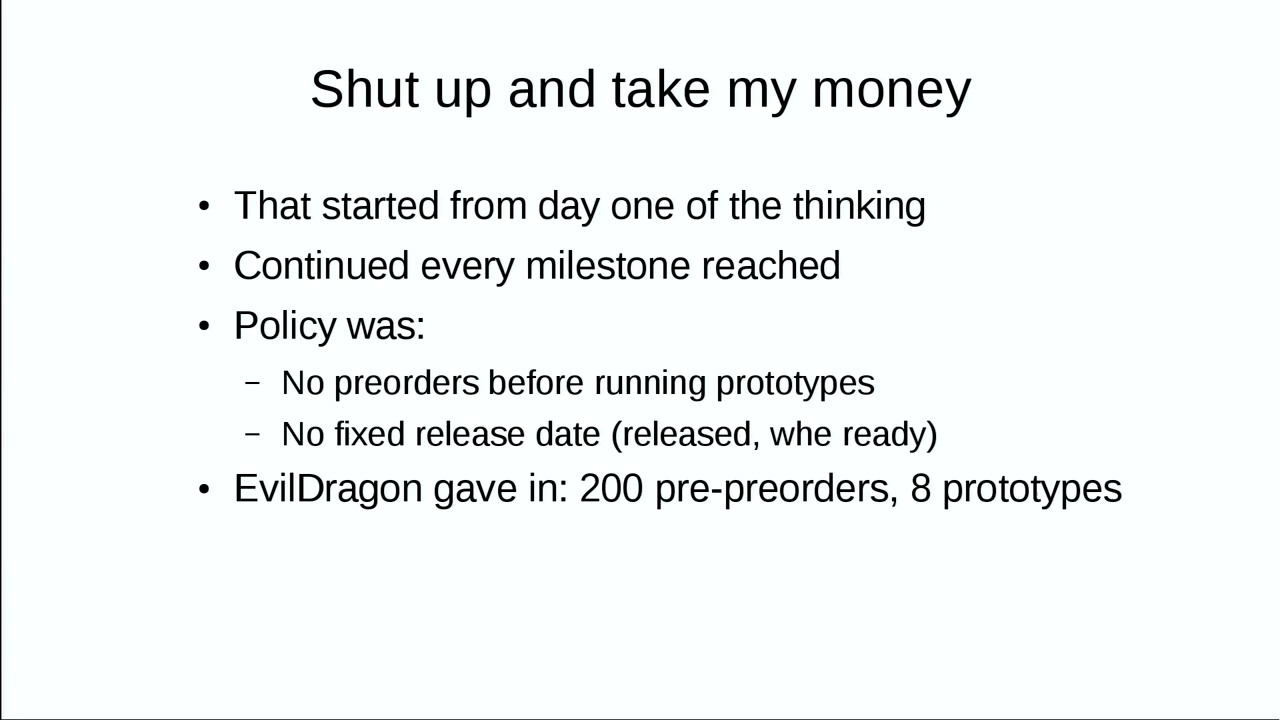 Shut up and take my money
• That started from day one of the thinking
• Continued every milestone reached
• Policy was:
– No preorders before running prototypes
– No fixed release date (released, whe ready)
• EvilDragon gave in: 200 pre-preorders, 8 prototypes